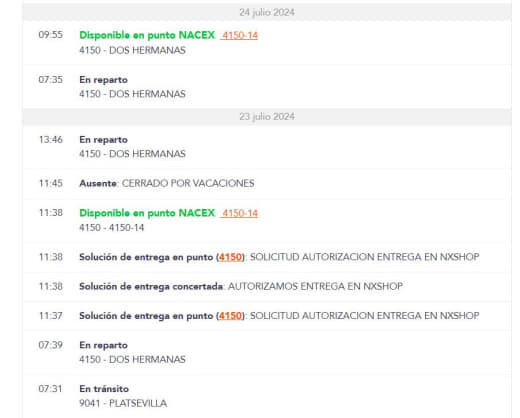 24 julio 2024
09:55 Disponible en punto NACEX 4150-14
4150 - DOS HERMANAS
07:35 En reparto
4150 - DOS HERMANAS
23 julio 2024
13:46 En reparto
4150 - DOS HERMANAS
11:45 Ausente: CERRADO POR VACACIONES
11:38 Disponible en punto NACEX 4150-14
4150 - 4150-14
11:38 Solución de entrega en punto (4150): SOLICITUD AUTORIZACION ENTREGA EN NXSHOP
11:38 Solución de entrega concertada: AUTORIZAMOS ENTREGA EN NXSHOP
11:37 Solución de entrega en punto (4150): SOLICITUD AUTORIZACION ENTREGA EN NXSHOP
07:39 En reparto
4150 - DOS HERMANAS
07:31 En tránsito
9041 - PLATSEVILLA